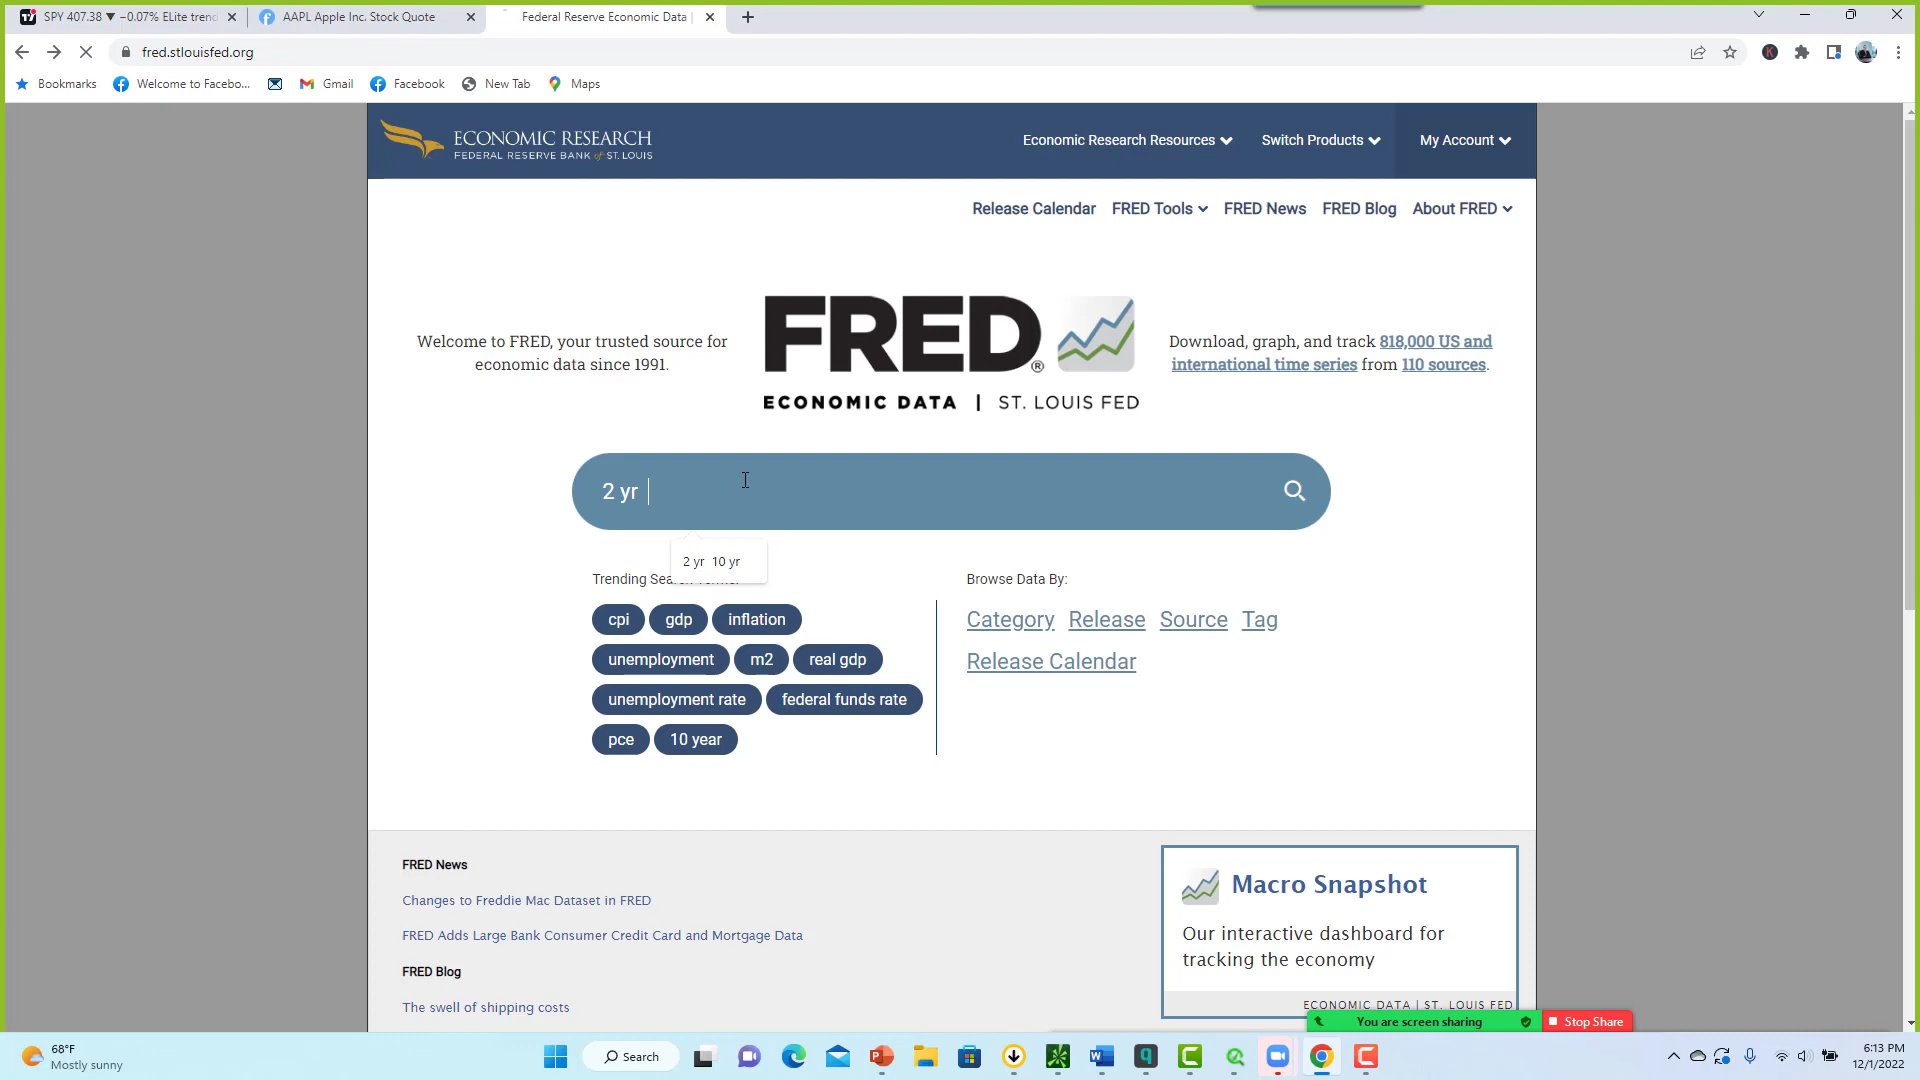 SPY 407.38 ▼ −0.07% ELite trend
AAPL Apple Inc. Stock Quote
Federal Reserve Economic Data |
fred.stlouisfed.org
Bookmarks
Welcome to Facebo...
Gmail
Facebook
New Tab
Maps
ECONOMIC RESEARCH
FEDERAL RESERVE BANK of ST. LOUIS
Economic Research Resources
Switch Products
My Account
Release Calendar
FRED Tools
FRED News
FRED Blog
About FRED
Welcome to FRED, your trusted source for
economic data since 1991.
FRED®
ECONOMIC DATA | ST. LOUIS FED
Download, graph, and track 818,000 US and
international time series from 110 sources.
2 yr
2 yr 10 yr
Browse Data By:
cpi
gdp
inflation
unemployment
m2
real gdp
unemployment rate
federal funds rate
pce
10 year
Category Release Source Tag
Release Calendar
FRED News
Changes to Freddie Mac Dataset in FRED
FRED Adds Large Bank Consumer Credit Card and Mortgage Data
FRED Blog
The swell of shipping costs
Macro Snapshot
Our interactive dashboard for
tracking the economy
ECONOMIC DATA | ST. LOUIS FED
You are screen sharing
Stop Share
68°F
Mostly sunny
Search
6:13 PM
12/1/2022